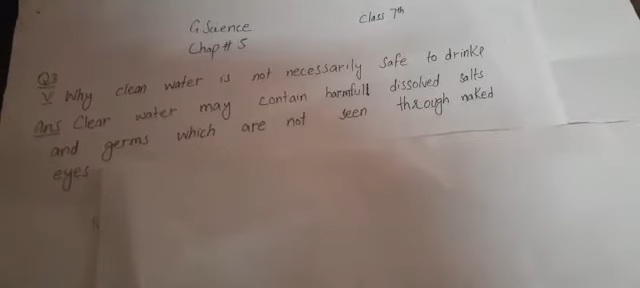 G Science
Class 7th
Chap # 5
Q3
V Why clean water is not necessarily safe to drinke
Ans Clear water may contain harmfull dissolved salts
and germs which are not seen through naked
eyes